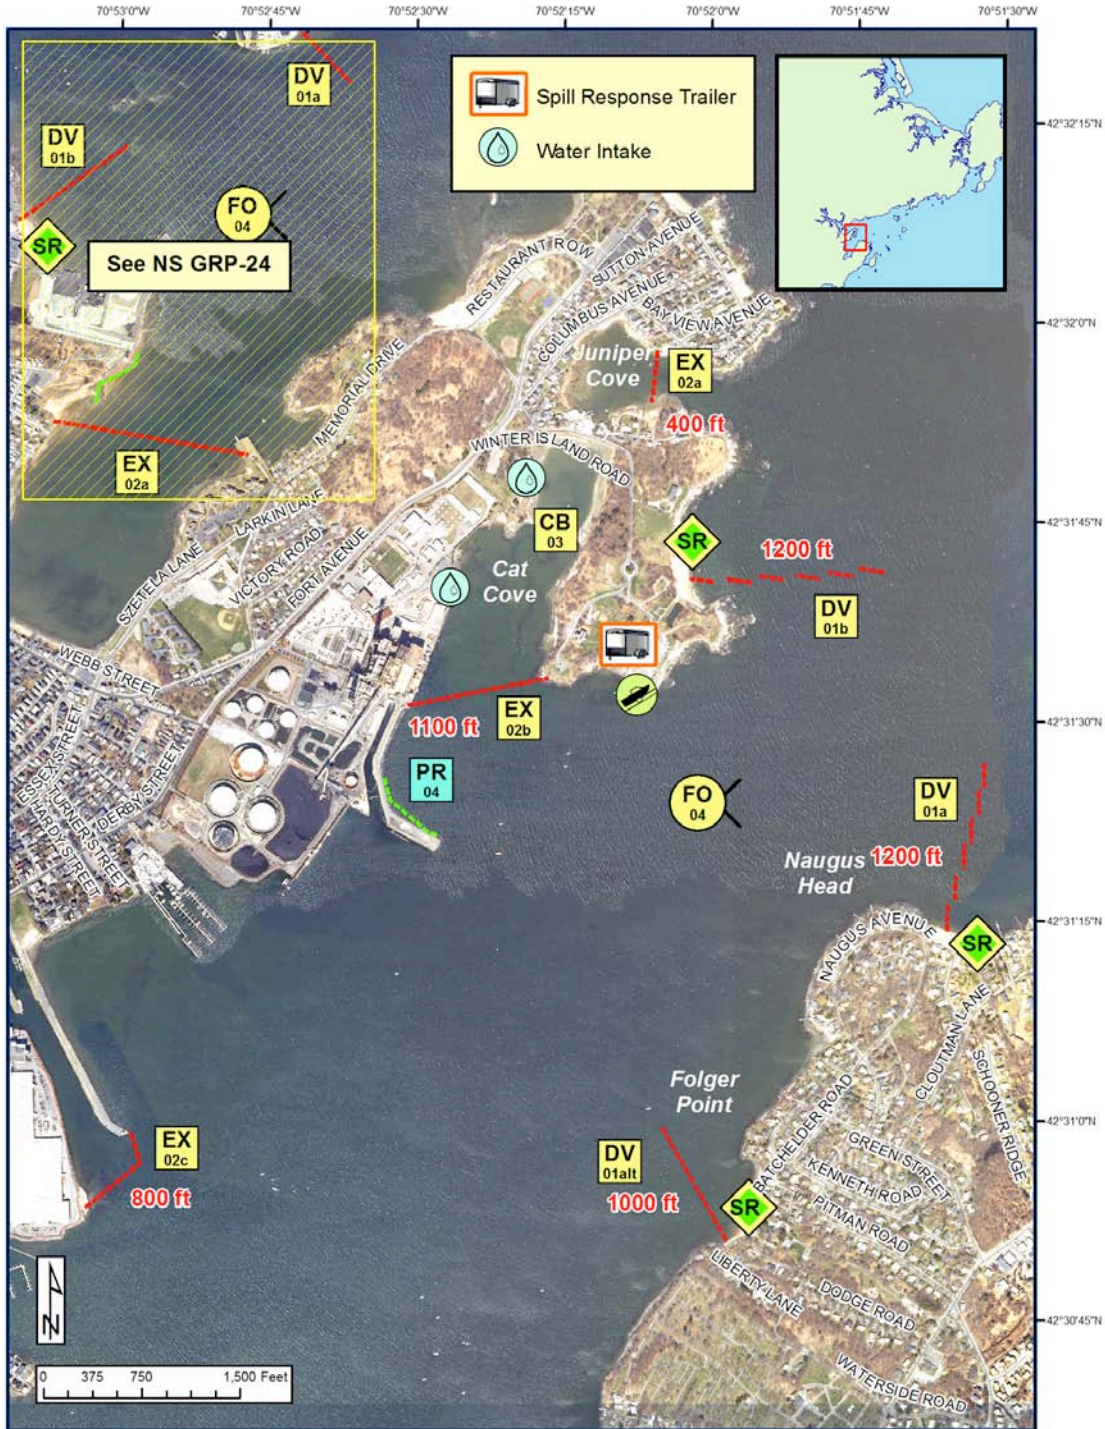 70°53'0"W
70°52'45"W
70°52'30"W
70°52'15"W
70°52'0"W
70°51'45"W
70°51'30"W
DV
01a
Spill Response Trailer
Water Intake
42°32'15"N
DV
01b
FO
04
SR
See NS GRP-24
RESTAURANT ROW
SUTTON AVENUE
COLUMBUS AVENUE
BAYVIEW AVENUE
42°32'0"N
Juniper
Cove
EX
02a
400 ft
MEMORIAL DRIVE
WINTER ISLAND ROAD
EX
02a
LARKIN LANE
CB
03
42°31'45"N
SR
1200 ft
SZETELA LANE
VICTORY ROAD
FORT AVENUE
Cat
Cove
DV
01b
WEBB STREET
1100 ft
EX
02b
42°31'30"N
ESSEX STREET
TURNER STREET
HARDY STREET
DERBY STREET
PR
04
FO
04
DV
01a
Naugus
Head
1200 ft
42°31'15"N
NAUGUS AVENUE
SR
CLOUTMAN LANE
SCHOONER RIDGE
Folger
Point
BATCHELDER ROAD
42°31'0"N
EX
02c
800 ft
DV
01alt
1000 ft
SR
GREEN STREET
KENNETH ROAD
PITMAN ROAD
LIBERTY LANE
DODGE ROAD
WATERSIDE ROAD
42°30'45"N
N
0 375 750 1,500 Feet